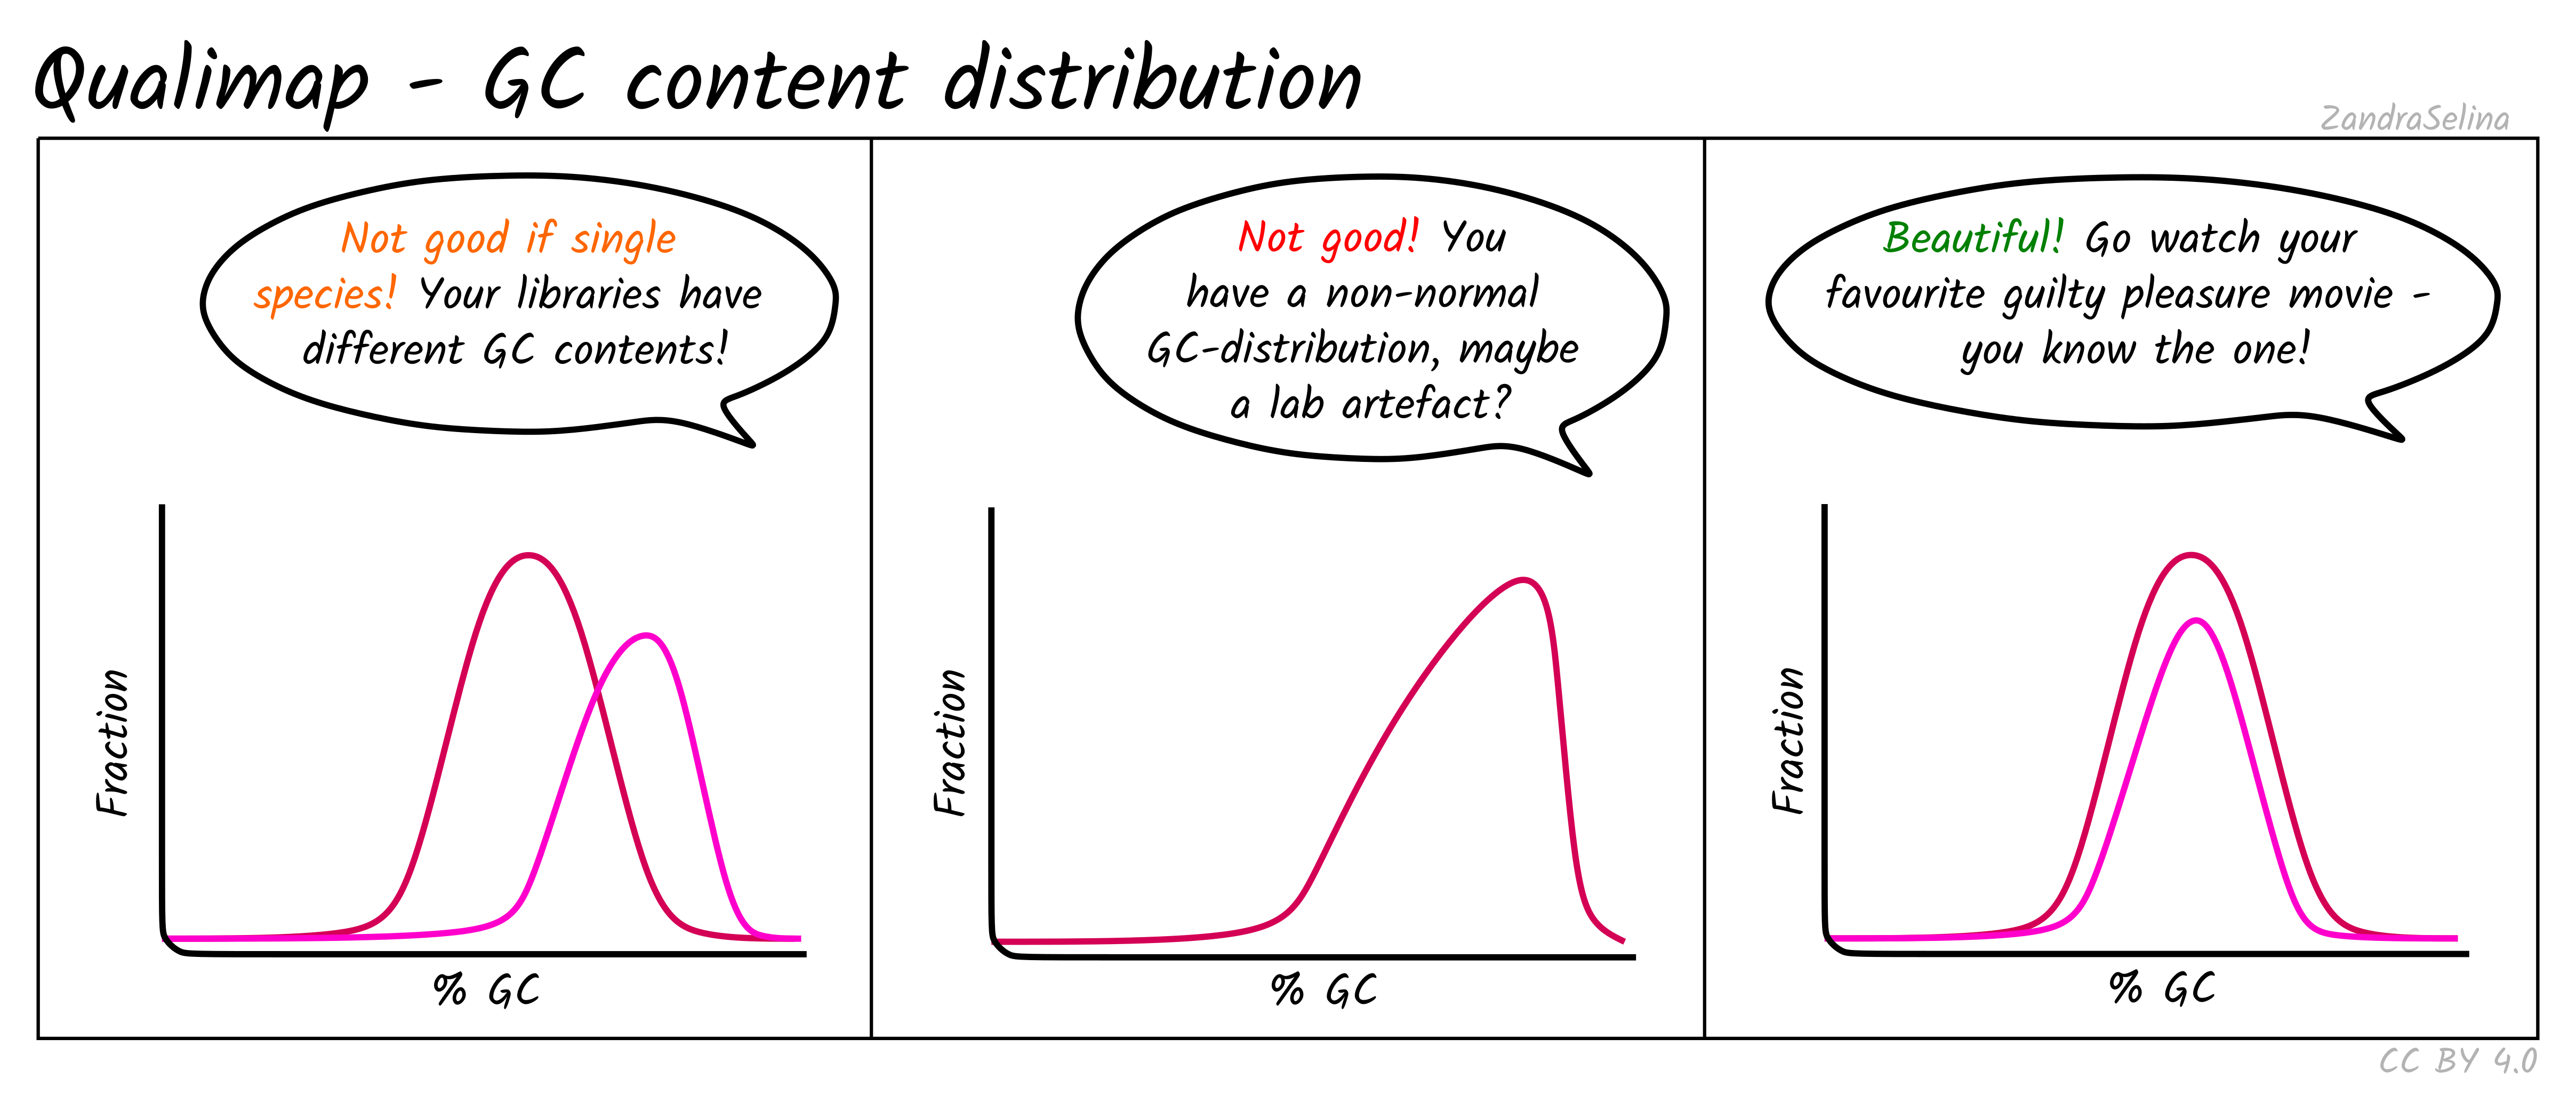 Qualimap - GC content distribution
ZandraSelina
Not good if single
species! Your libraries have
different GC contents!
Fraction
% GC
Not good! You
have a non-normal
GC-distribution, maybe
a lab artefact?
Fraction
% GC
Beautiful! Go watch your
favourite guilty pleasure movie -
you know the one!
Fraction
% GC
CC BY 4.0